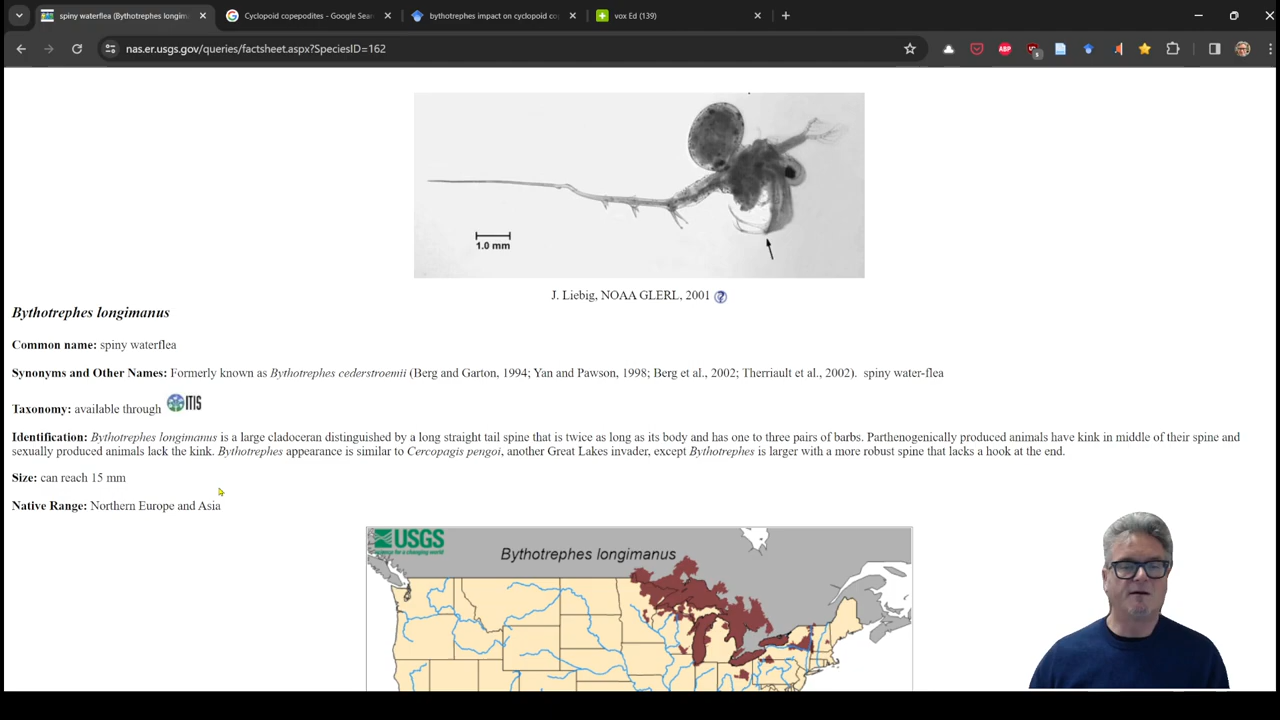 spiny waterflea (Bythotrephes longim
Cyclopoid copepodites - Google Sear
bythotrephes impact on cyclopoid co
vox Ed (139)
nas.er.usgs.gov/queries/factsheet.aspx?SpeciesID=162
ABP
5
1.0 mm
J. Liebig, NOAA GLERL, 2001
Bythotrephes longimanus
Common name: spiny waterflea
Synonyms and Other Names: Formerly known as Bythotrephes cederstroemii (Berg and Garton, 1994; Yan and Pawson, 1998; Berg et al., 2002; Therriault et al., 2002). spiny water-flea
Taxonomy: available through ITIS
Identification: Bythotrephes longimanus is a large cladoceran distinguished by a long straight tail spine that is twice as long as its body and has one to three pairs of barbs. Parthenogenically produced animals have kink in middle of their spine and
sexually produced animals lack the kink. Bythotrephes appearance is similar to Cercopagis pengoi, another Great Lakes invader, except Bythotrephes is larger with a more robust spine that lacks a hook at the end.
Size: can reach 15 mm
Native Range: Northern Europe and Asia
USGS
science for a changing world
Bythotrephes longimanus